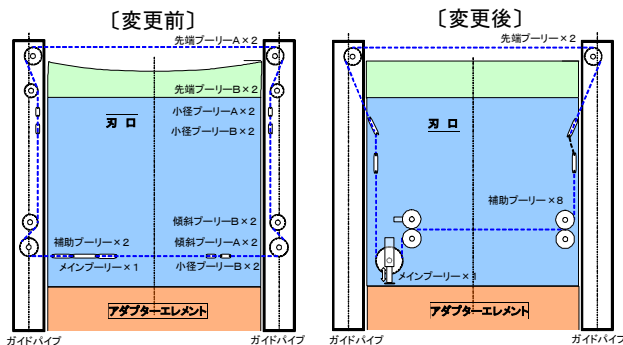 〔変更前〕
先端プーリーA×2
先端プーリーB×2
小径プーリーA×2
小径プーリーB×2
刃 口
傾斜プーリーB×2
補助プーリー×2
傾斜プーリーA×2
メインプーリー×1
小径プーリーB×2
アダプターエレメント
ガイドパイプ
ガイドパイプ
〔変更後〕
先端プーリー×2
刃 口
補助プーリー×8
メインプーリー×1
アダプターエレメント
ガイドパイプ
ガイドパイプ